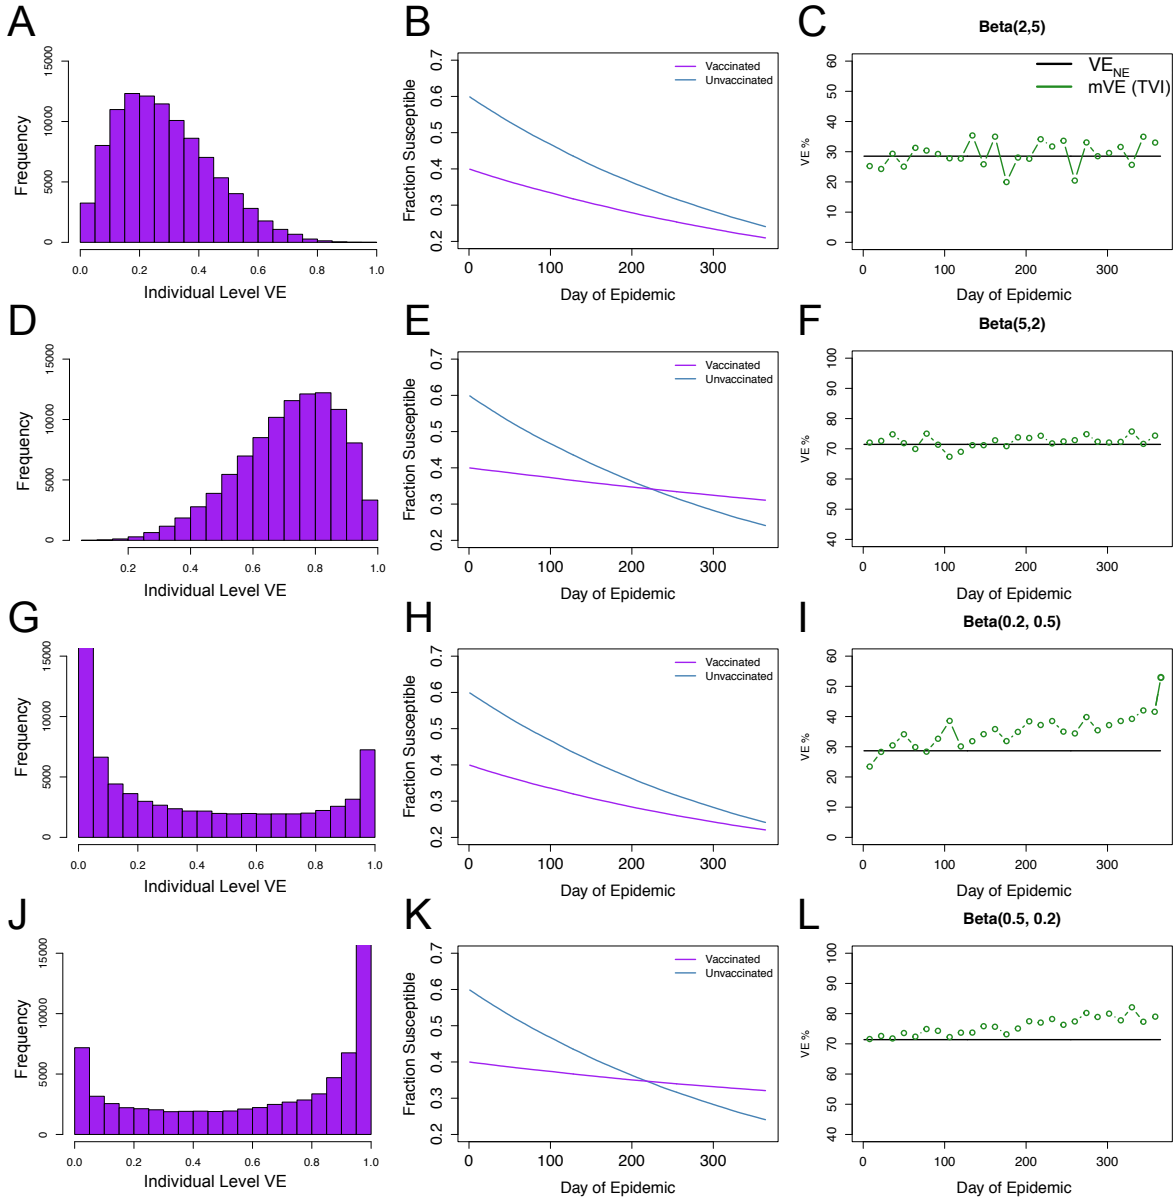 A
B
C
Beta(2,5)
Frequency
0
5000
10000
15000
0.0
0.2
0.4
0.6
0.8
1.0
Individual Level VE
Fraction Susceptible
0.2
0.3
0.4
0.5
0.6
0.7
Vaccinated
Unvaccinated
0
100
200
300
Day of Epidemic
VE %
0
10
20
30
40
50
60
VE_NE
mVE (TVI)
0
100
200
300
Day of Epidemic
D
E
F
Beta(5,2)
Frequency
0
5000
10000
15000
0.2
0.4
0.6
0.8
1.0
Individual Level VE
Fraction Susceptible
0.2
0.3
0.4
0.5
0.6
0.7
Vaccinated
Unvaccinated
0
100
200
300
Day of Epidemic
VE %
40
50
60
70
80
90
100
0
100
200
300
Day of Epidemic
G
H
I
Beta(0.2, 0.5)
Frequency
0
5000
10000
15000
0.0
0.2
0.4
0.6
0.8
1.0
Individual Level VE
Fraction Susceptible
0.2
0.3
0.4
0.5
0.6
0.7
Vaccinated
Unvaccinated
0
100
200
300
Day of Epidemic
VE %
0
10
20
30
40
50
60
0
100
200
300
Day of Epidemic
J
K
L
Beta(0.5, 0.2)
Frequency
0
5000
10000
15000
0.0
0.2
0.4
0.6
0.8
1.0
Individual Level VE
Fraction Susceptible
0.2
0.3
0.4
0.5
0.6
0.7
Vaccinated
Unvaccinated
0
100
200
300
Day of Epidemic
VE %
40
50
60
70
80
90
100
0
100
200
300
Day of Epidemic